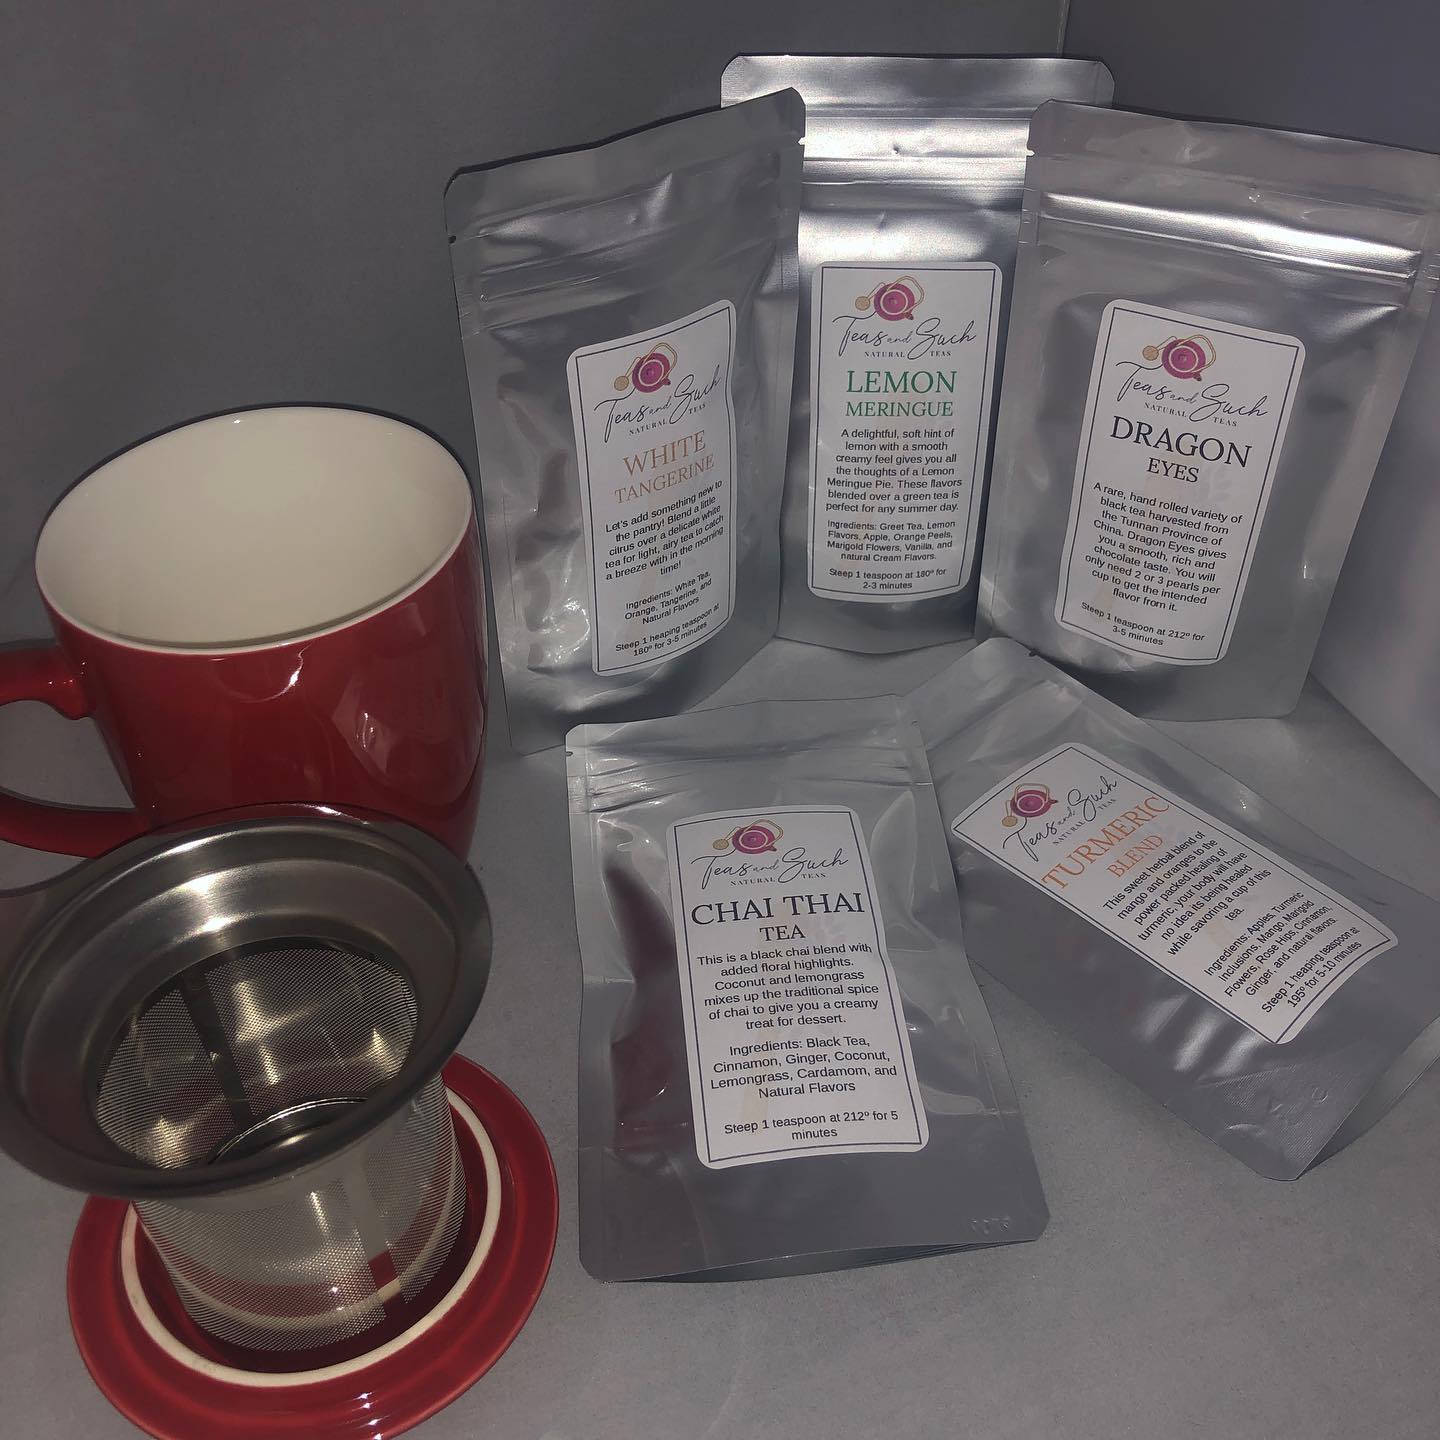 Teas and Such
NATURAL TEAS
WHITE
TANGERINE
Let's add something new to
the pantry! Blend a little
citrus over a delicate white
tea for light, airy tea to catch
a breeze with in the morning
time!
Ingredients: White Tea,
Orange, Tangerine, and
Natural Flavors
Steep 1 heaping teaspoon at
180º for 3-5 minutes
Teas and Such
NATURAL TEAS
LEMON
MERINGUE
A delightful, soft hint of
lemon with a smooth
creamy feel gives you all
the thoughts of a Lemon
Meringue Pie. These flavors
blended over a green tea is
perfect for any summer day.
Ingredients: Greet Tea, Lemon
Flavors, Apple, Orange Peels,
Marigold Flowers, Vanilla, and
natural Cream Flavors.
Steep 1 teaspoon at 180º for
2-3 minutes
Teas and Such
NATURAL TEAS
DRAGON
EYES
A rare, hand rolled variety of
black tea harvested from
the Tunnan Province of
China. Dragon Eyes gives
you a smooth, rich and
chocolate taste. You will
only need 2 or 3 pearls per
cup to get the intended
flavor from it.
Steep 1 teaspoon at 212º for
3-5 minutes
Teas and Such
NATURAL TEAS
CHAI THAI
TEA
This is a black chai blend with
added floral highlights.
Coconut and lemongrass
mixes up the traditional spice
of chai to give you a creamy
treat for dessert.
Ingredients: Black Tea,
Cinnamon, Ginger, Coconut,
Lemongrass, Cardamom, and
Natural Flavors
Steep 1 teaspoon at 212º for 5
minutes
Teas and Such
NATURAL TEAS
TURMERIC
BLEND
This sweet herbal blend of
mango and oranges to the
power packed healing of
turmeric, your body will have
no idea its being healed
while savoring a cup of this
tea.
Ingredients: Apples, Turmeric
Inclusions, Mango, Marigold
Flowers, Rose Hips, Cinnamon,
Ginger, and natural flavors
Steep 1 heaping teaspoon at
195º for 5-10 minutes